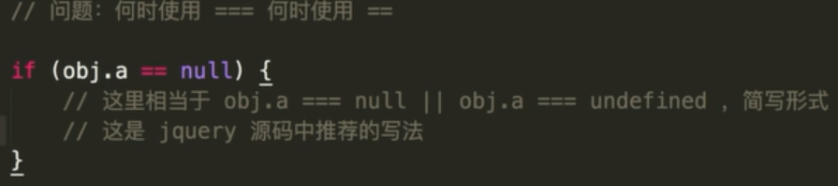 // 问题: 何时使用 === 何时使用 ==
if (obj.a == null) {
// 这里相当于 obj.a === null || obj.a === undefined , 简写形式
// 这是 jquery 源码中推荐的写法
}